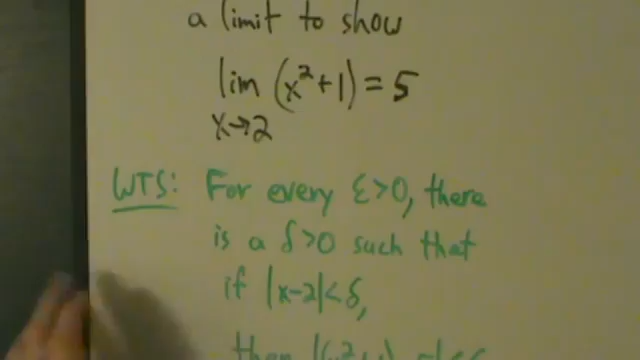 a limit to show
lim (x²+1) = 5
x→2
WTS: For every ε>0, there
is a δ>0 such that
if |x-2|<δ,
then